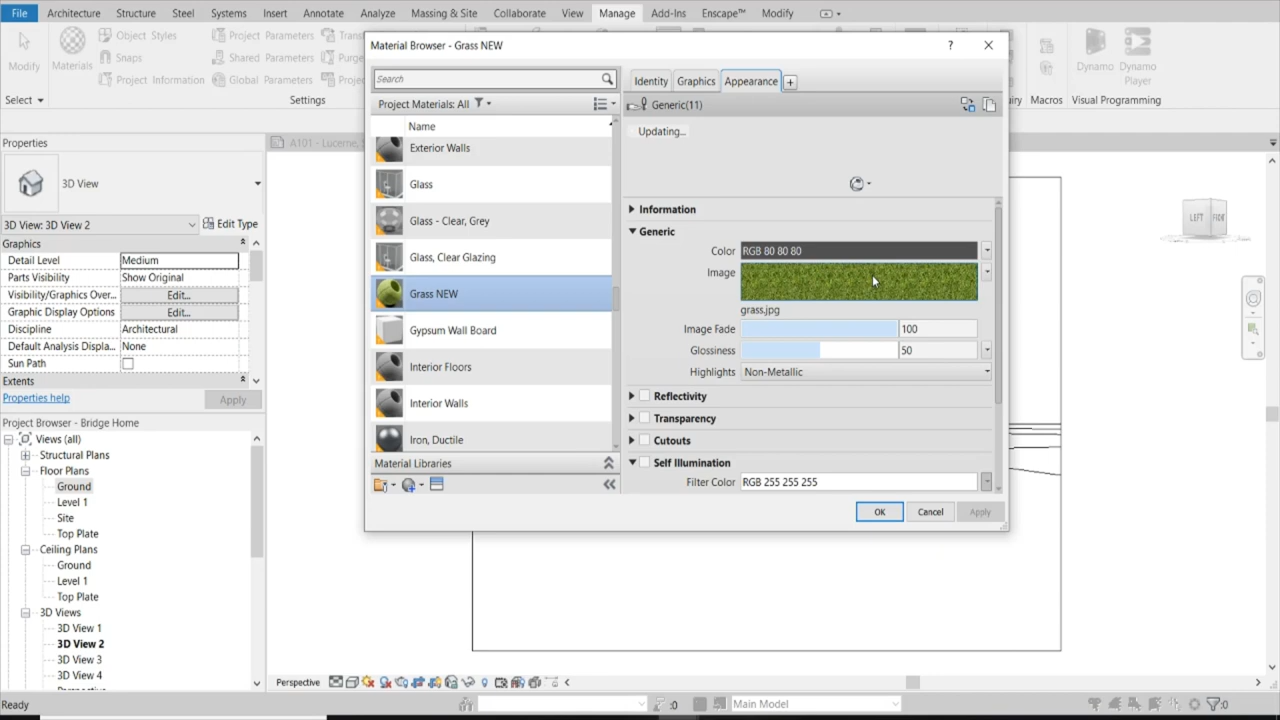 File Architecture Structure Steel Systems Insert Annotate Analyze Massing & Site Collaborate View Manage Add-Ins Enscape™ Modify
Modify
Materials
Object Styles
Snaps
Project Information
Project Parameters
Shared Parameters
Global Parameters
Purge
Select
Settings
Macros
Dynamo
Dynamo Player
Visual Programming
Properties
3D View
3D View: 3D View 2
Edit Type
Graphics
Detail Level Medium
Parts Visibility Show Original
Visibility/Graphics Over... Edit...
Graphic Display Options Edit...
Discipline Architectural
Default Analysis Displa... None
Sun Path
Extents
Properties help
Apply
Project Browser - Bridge Home
Views (all)
Structural Plans
Floor Plans
Ground
Level 1
Site
Top Plate
Ceiling Plans
Ground
Level 1
Top Plate
3D Views
3D View 1
3D View 2
3D View 3
3D View 4
A101 - Lucerne, S
Material Browser - Grass NEW
?
Search
Project Materials: All
Name
Exterior Walls
Glass
Glass - Clear, Grey
Glass, Clear Glazing
Grass NEW
Gypsum Wall Board
Interior Floors
Interior Walls
Iron, Ductile
Material Libraries
Identity Graphics Appearance
Generic(11)
Updating...
Information
Generic
Color RGB 80 80 80
Image
grass.jpg
Image Fade 100
Glossiness 50
Highlights Non-Metallic
Reflectivity
Transparency
Cutouts
Self Illumination
Filter Color RGB 255 255 255
OK Cancel Apply
LEFT
Perspective
Ready
:0
Main Model
:0